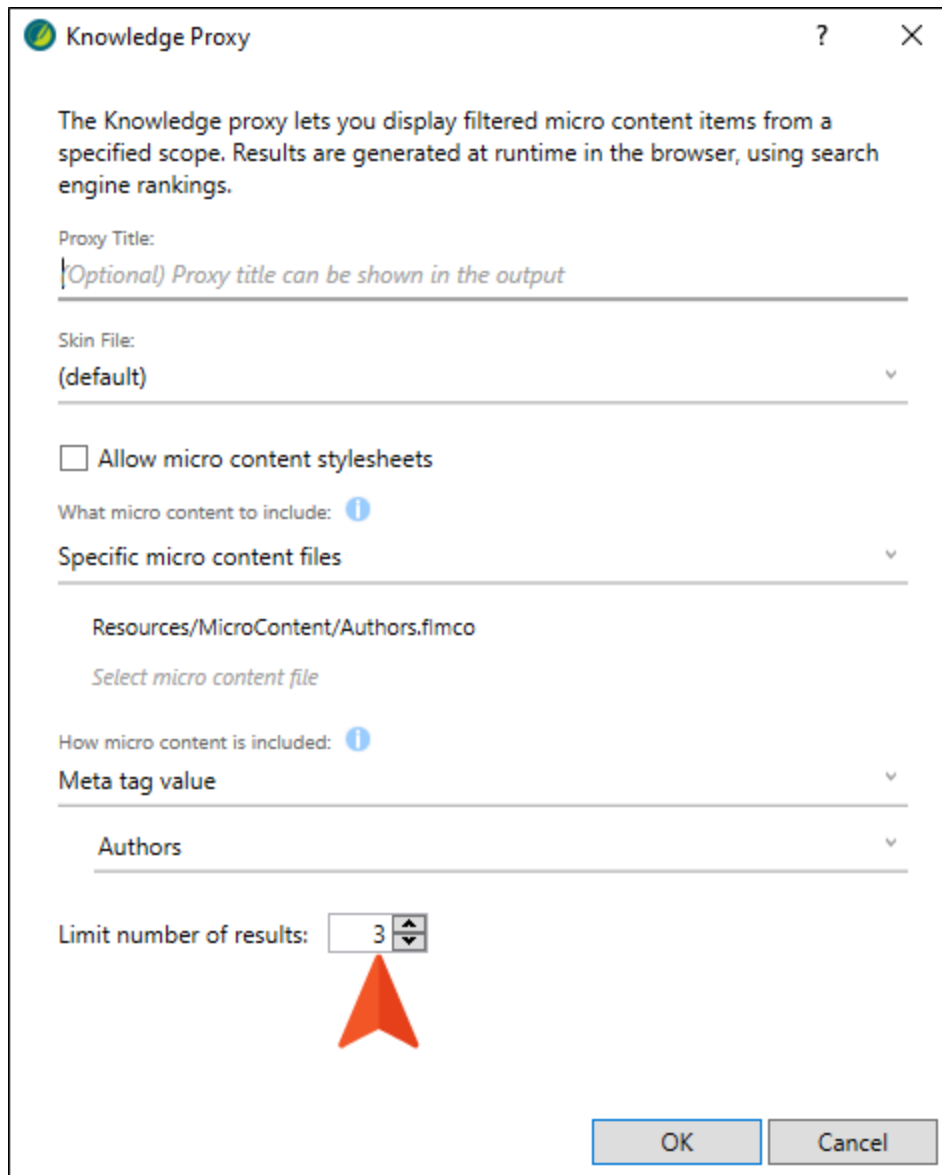 Knowledge Proxy
?
The Knowledge proxy lets you display filtered micro content items from a
specified scope. Results are generated at runtime in the browser, using search
engine rankings.
Proxy Title:
(Optional) Proxy title can be shown in the output
Skin File:
(default)
Allow micro content stylesheets
What micro content to include:
Specific micro content files
Resources/MicroContent/Authors.flmco
Select micro content file
How micro content is included:
Meta tag value
Authors
Limit number of results: 3
OK Cancel